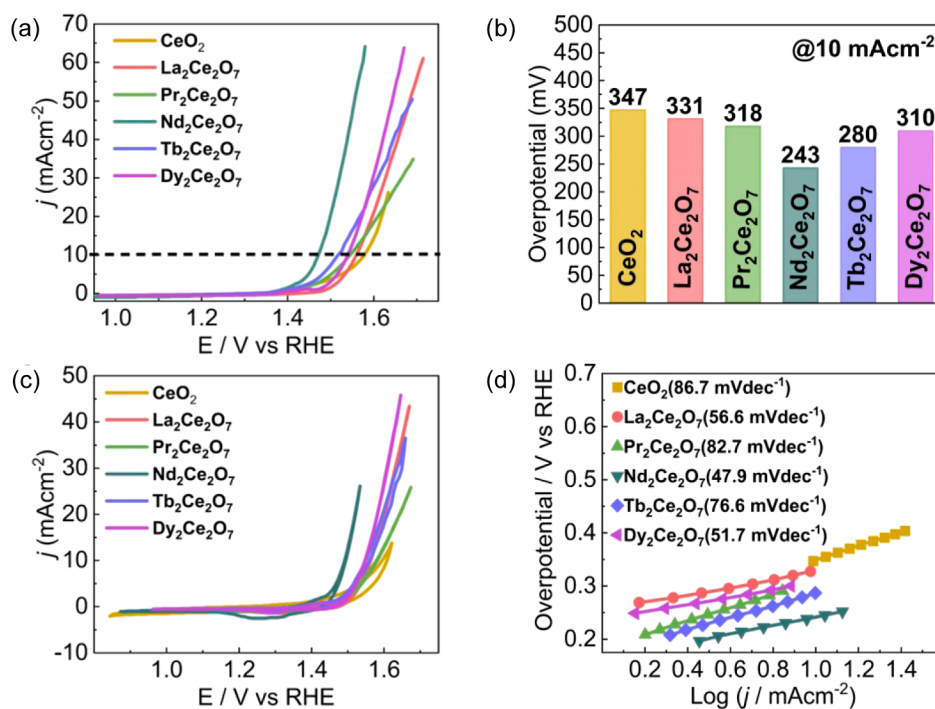 (a)
70
60
50
40
30
20
10
0
j (mAcm⁻²)
CeO₂
La₂Ce₂O₇
Pr₂Ce₂O₇
Nd₂Ce₂O₇
Tb₂Ce₂O₇
Dy₂Ce₂O₇
1.0 1.2 1.4 1.6
E / V vs RHE
(b)
@10 mAcm⁻²
500
450
400
350
300
250
200
150
100
50
0
Overpotential (mV)
347 331 318 243 280 310
CeO₂
La₂Ce₂O₇
Pr₂Ce₂O₇
Nd₂Ce₂O₇
Tb₂Ce₂O₇
Dy₂Ce₂O₇
(c)
50
40
30
20
10
0
-10
j (mAcm⁻²)
CeO₂
La₂Ce₂O₇
Pr₂Ce₂O₇
Nd₂Ce₂O₇
Tb₂Ce₂O₇
Dy₂Ce₂O₇
1.0 1.2 1.4 1.6
E / V vs RHE
(d)
0.7
0.6
0.5
0.4
0.3
0.2
Overpotential / V vs RHE
CeO₂(86.7 mVdec⁻¹)
La₂Ce₂O₇(56.6 mVdec⁻¹)
Pr₂Ce₂O₇(82.7 mVdec⁻¹)
Nd₂Ce₂O₇(47.9 mVdec⁻¹)
Tb₂Ce₂O₇(76.6 mVdec⁻¹)
Dy₂Ce₂O₇(51.7 mVdec⁻¹)
0.2 0.4 0.6 0.8 1.0 1.2 1.4
Log (j / mAcm⁻²)